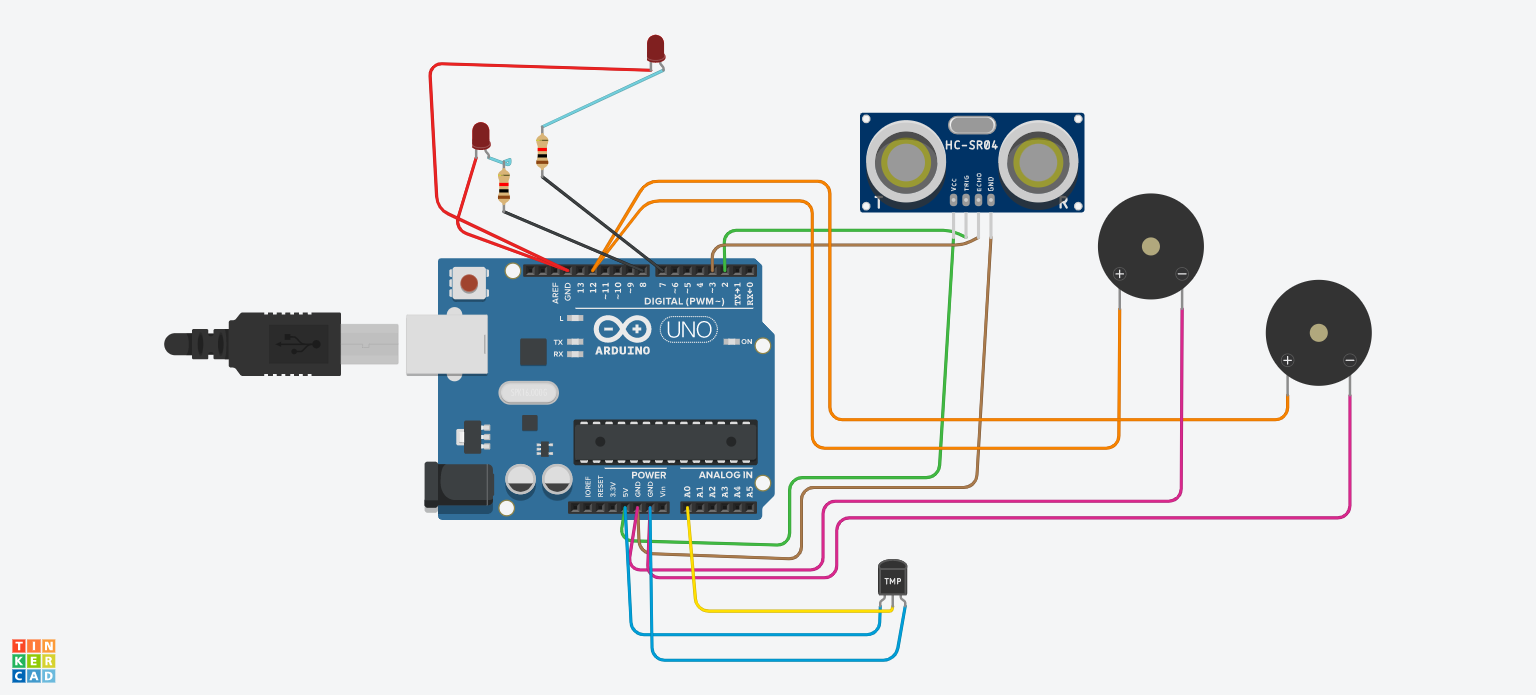 HC-SR04
VCC
TRIG
ECHO
GND
T
R
AREF
GND
13
12
~11
~10
~9
8
7
~6
~5
4
~3
2
TX→1
RX←0
DIGITAL (PWM~)
L
TX
RX
UNO
ON
ARDUINO
POWER
ANALOG IN
IOREF
RESET
3.3V
5V
GND
GND
Vin
A0
A1
A2
A3
A4
A5
TMP
TIN
KER
CAD